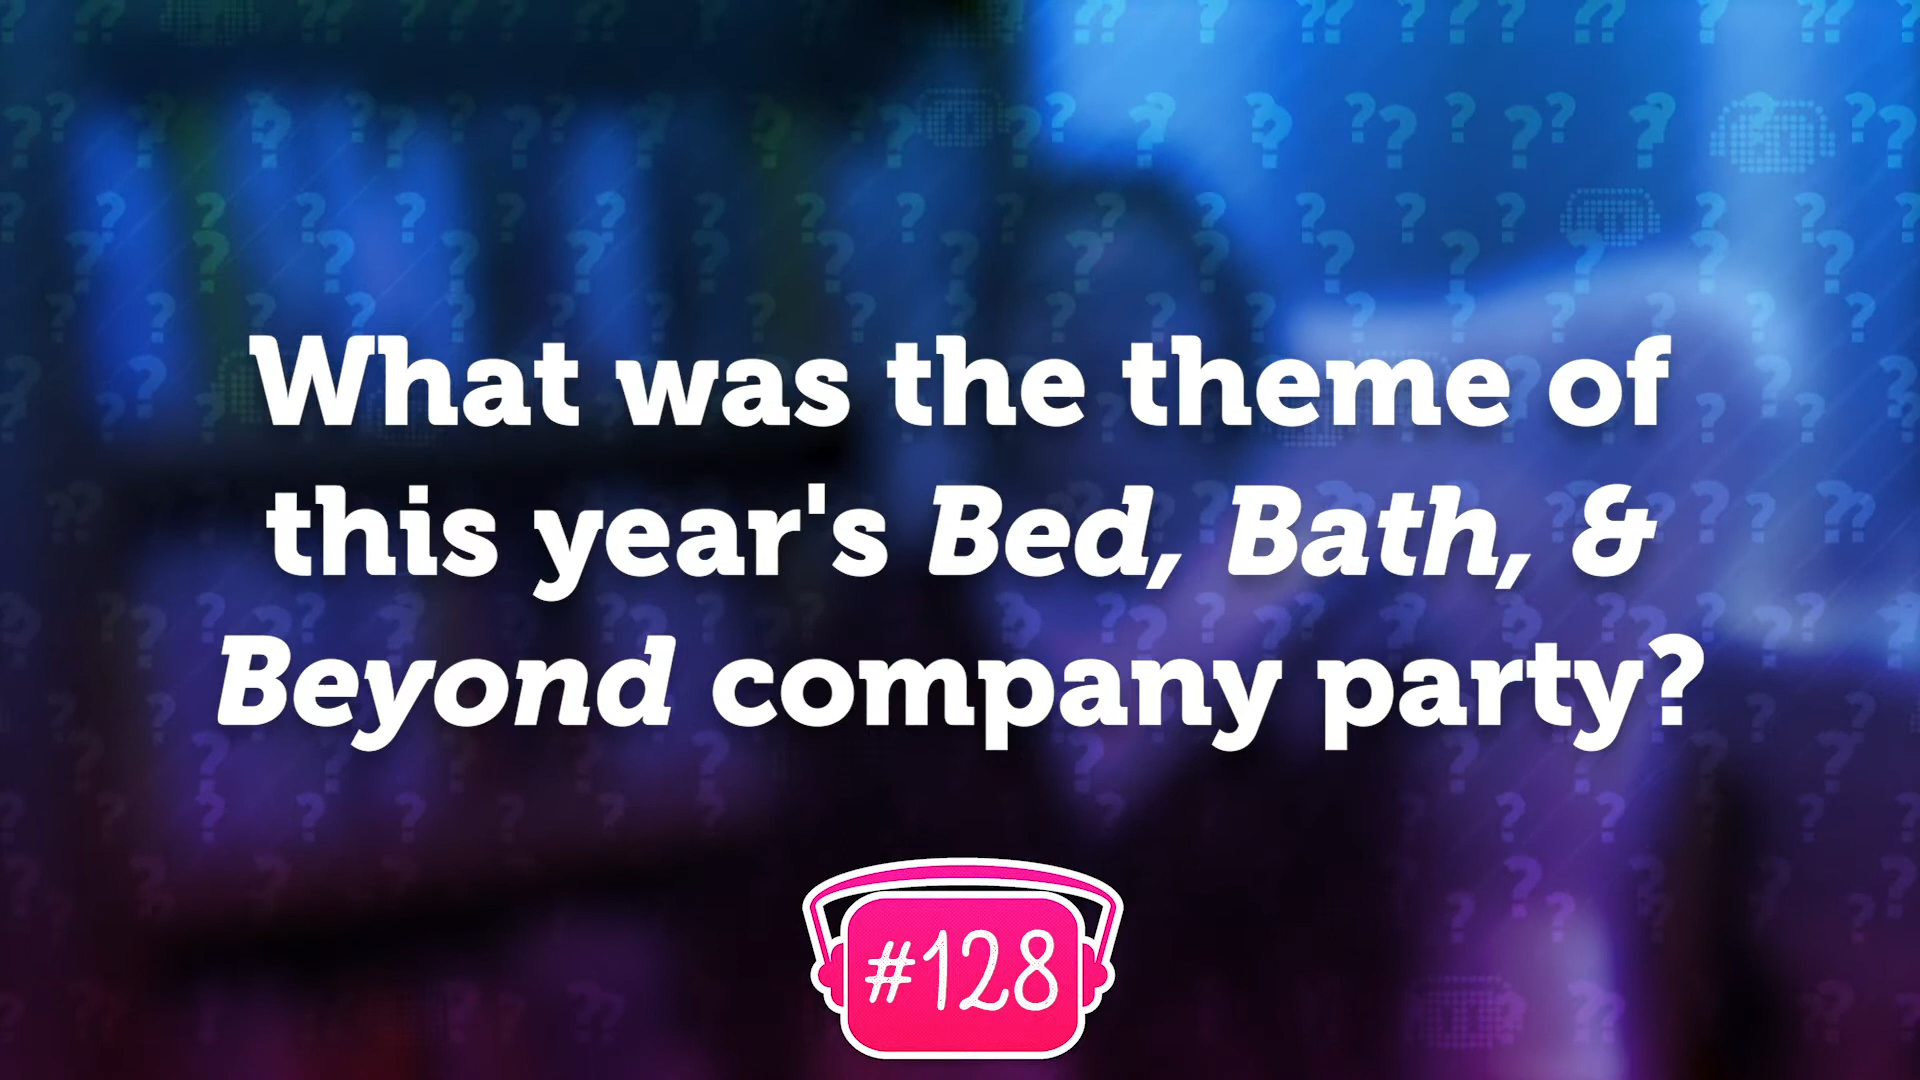 What was the theme of
this year's Bed, Bath, &
Beyond company party?
#128